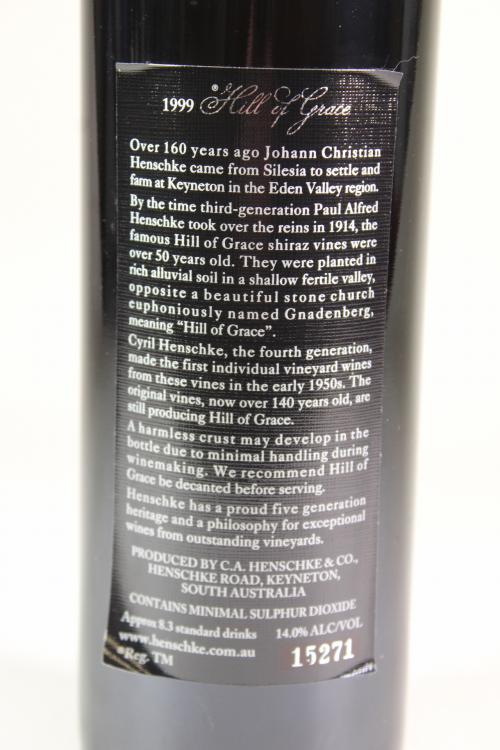 1999 ®Hill of Grace
Over 160 years ago Johann Christian
Henschke came from Silesia to settle and
farm at Keyneton in the Eden Valley region.
By the time third-generation Paul Alfred
Henschke took over the reins in 1914, the
famous Hill of Grace shiraz vines were
over 50 years old. They were planted in
rich alluvial soil in a shallow fertile valley,
opposite a beautiful stone church
euphoniously named Gnadenberg,
meaning “Hill of Grace”.
Cyril Henschke, the fourth generation,
made the first individual vineyard wines
from these vines in the early 1950s. The
original vines, now over 140 years old, are
still producing Hill of Grace.
A harmless crust may develop in the
bottle due to minimal handling during
winemaking. We recommend Hill of
Grace be decanted before serving.
Henschke has a proud five generation
heritage and a philosophy for exceptional
wines from outstanding vineyards.
PRODUCED BY C.A. HENSCHKE & CO.,
HENSCHKE ROAD, KEYNETON,
SOUTH AUSTRALIA
CONTAINS MINIMAL SULPHUR DIOXIDE
Approx 8.3 standard drinks 14.0% ALC/VOL
www.henschke.com.au 15271
®Reg. TM